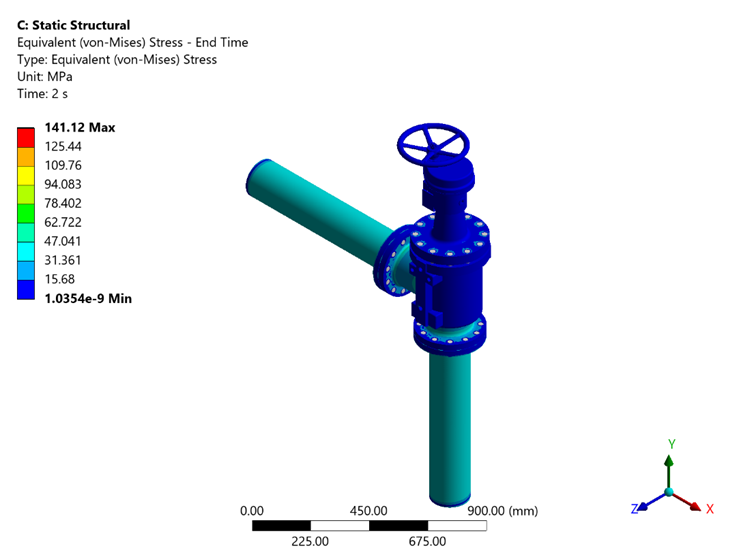 C: Static Structural
Equivalent (von-Mises) Stress - End Time
Type: Equivalent (von-Mises) Stress
Unit: MPa
Time: 2 s
141.12 Max
125.44
109.76
94.083
78.402
62.722
47.041
31.361
15.68
1.0354e-9 Min
0.00 450.00 900.00 (mm)
225.00 675.00
Y
Z X